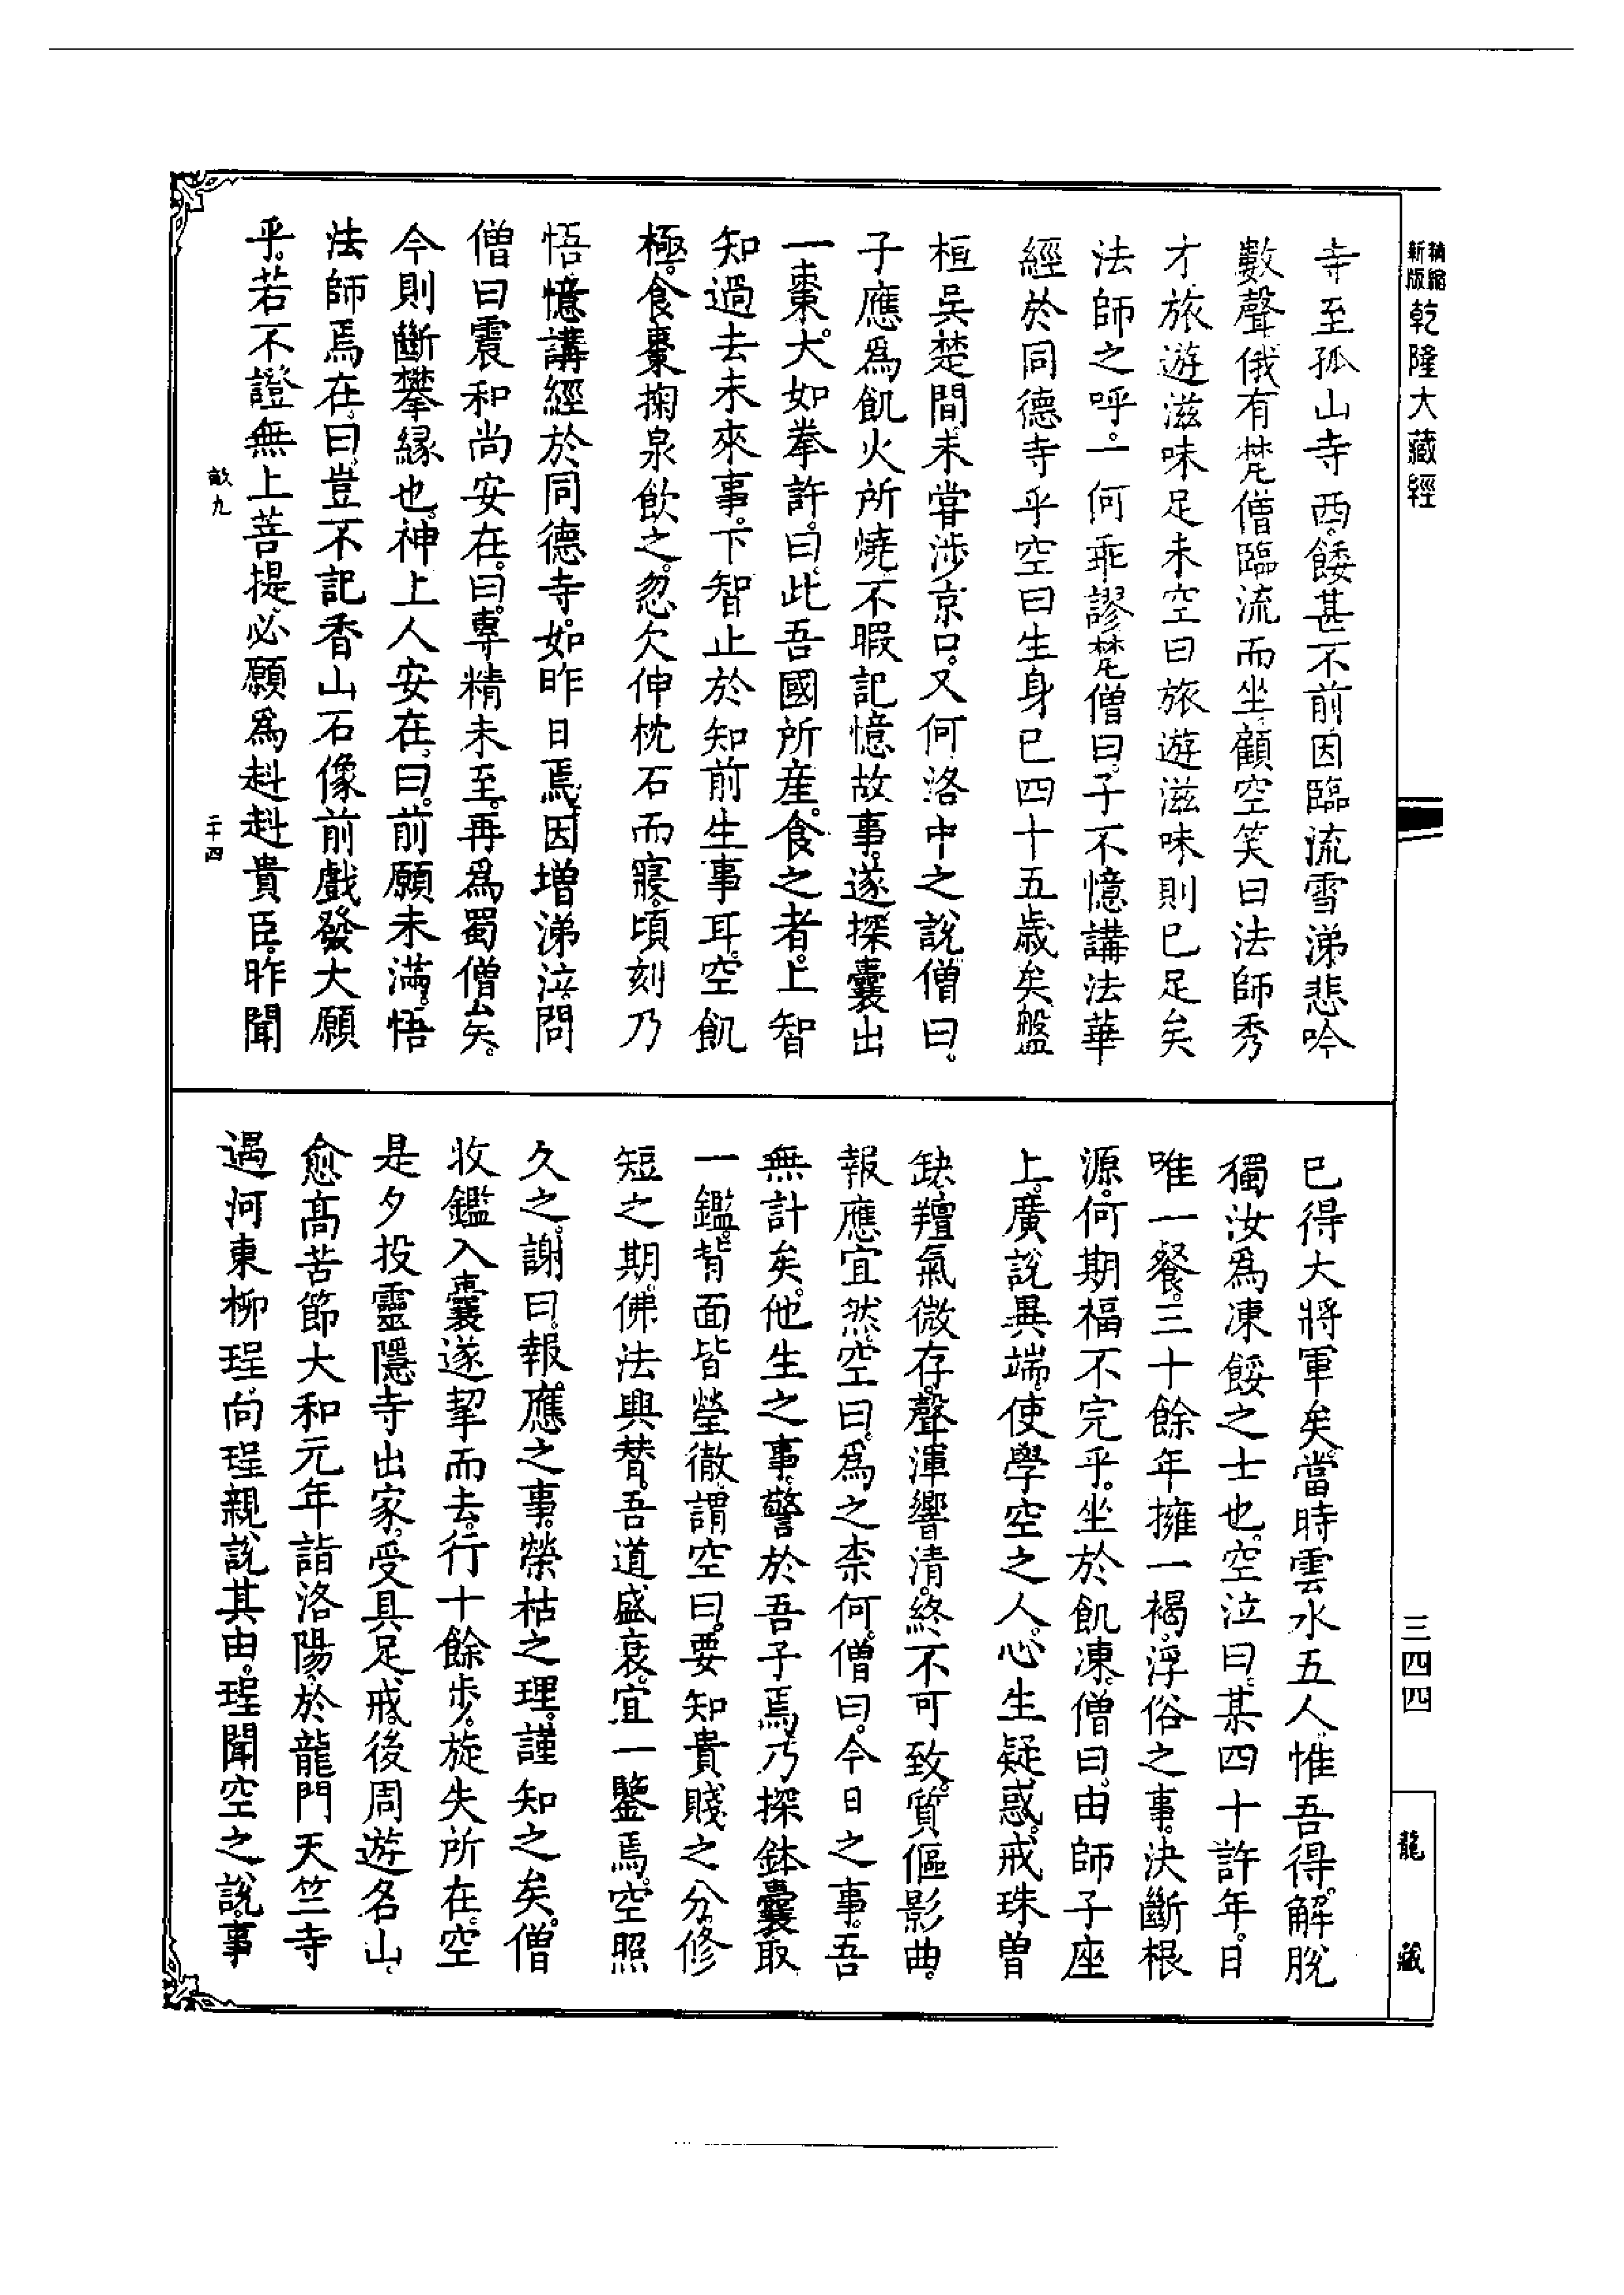 精縮新版乾隆大藏經
寺至孤山寺西。餧甚不前因臨流雪涕悲吟
數聲俄有梵僧臨流而坐顧空笑曰法師秀
才旅遊滋味足未空曰旅遊滋味則已足矣
法師之呼。一何乖謬梵僧曰。子不憶講法華
經於同德寺乎空曰生身已四十五歲矣盤
桓吳楚間未嘗涉京口。又何洛中之說僧曰。
子應爲飢火所燒不暇記憶故事。遂探囊出
一棗。大如拳許。曰。此吾國所產。食之者。上智
知過去未來事。下智止於知前生事耳。空飢
極。食棗掬泉飲之。忽欠伸枕石而寢。頃刻乃
悟憶講經於同德寺。如昨日焉。因增涕泣。問
僧曰震和尚安在。曰。專精未至。再爲蜀僧矣。
今則斷攀緣也。神上人安在。曰。前願未滿。悟
法師焉在。曰。豈不記香山石像前戲發大願
乎。若不證無上菩提。必願爲赳赳貴臣。昨聞
畝九
二十四
已得大將軍矣。當時雲水五人。惟吾得。解脫
獨汝爲凍餒之士也。空泣曰。某四十許年。日
唯一餐。三十餘年擁一褐。浮俗之事。決斷根
源。何期福不完乎。坐於飢凍。僧曰。由師子座
上。廣說異端。使學空之人。心生疑惑。戒珠曾
缺。羶氣微存。聲渾響清。終不可致。質傴影曲。
報應宜然。空曰。爲之柰何。僧曰。今日之事。吾
無計矣。他生之事。警於吾子焉。乃探鉢囊取
一鑑。背面皆瑩徹。謂空曰。要知貴賤之分。修
短之期。佛法興替。吾道盛衰。宜一鑒焉。空照
久之。謝曰。報應之事。榮枯之理。謹知之矣。僧
收鑑入囊遂挈而去。行十餘步。旋失所在。空
是夕投靈隱寺出家。受具足戒。後周遊名山。
愈高苦節大和元年詣洛陽。於龍門天竺寺
遇河東柳珵。向珵親說其由。珵聞空之說。事
三四四
龍藏